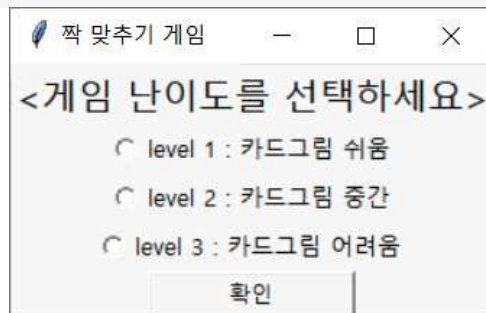 짝 맞추기 게임
<게임 난이도를 선택하세요>
level 1 : 카드그림 쉬움
level 2 : 카드그림 중간
level 3 : 카드그림 어려움
확인